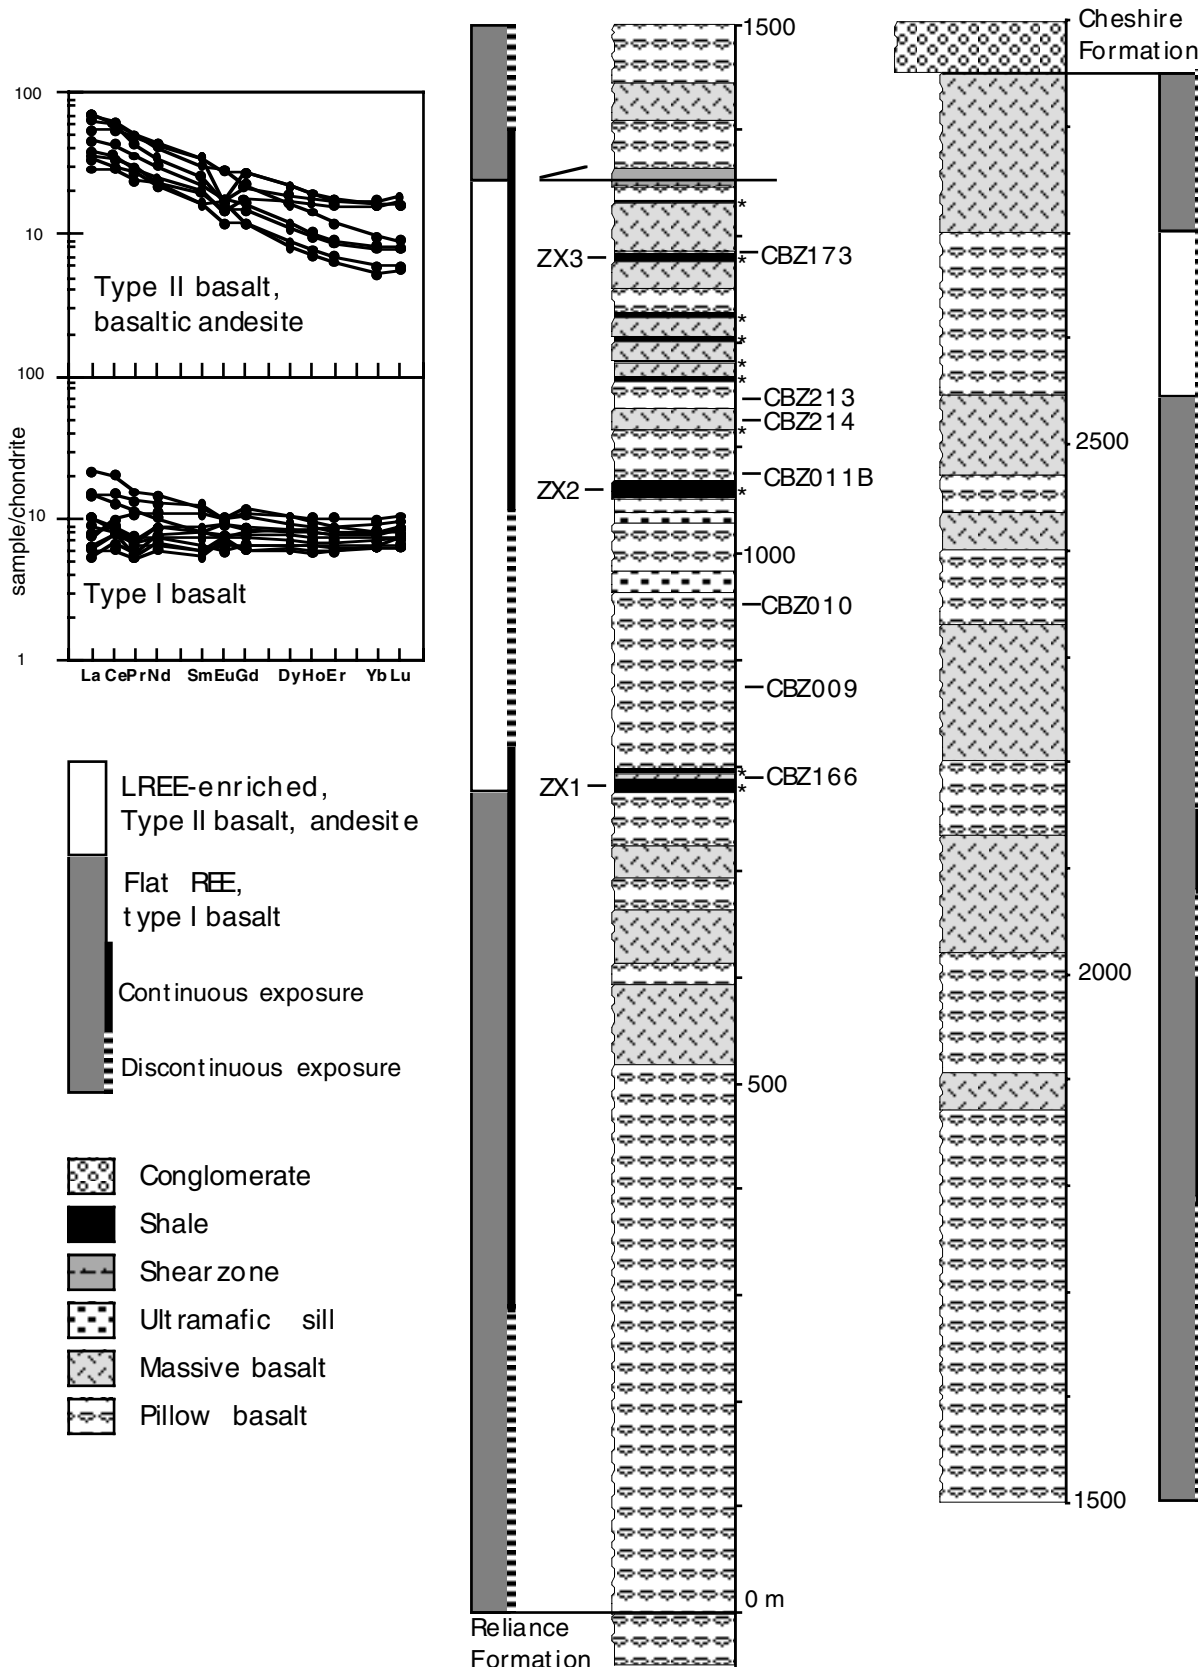 100
10
Type II basalt,
basaltic andesite
100
sample/chondrite
10
Type I basalt
1
La Ce Pr Nd Sm Eu Gd Dy Ho Er Yb Lu
LREE-enriched,
Type II basalt, andesite
Flat REE,
type I basalt
Continuous exposure
Discontinuous exposure
Conglomerate
Shale
Shear zone
Ultramafic sill
Massive basalt
Pillow basalt
1500
*
ZX3
CBZ173
*
*
*
*
*
CBZ213
CBZ214
*
CBZ011B
ZX2
*
1000
CBZ010
CBZ009
*
CBZ166
ZX1
*
500
0 m
Reliance
Formation
Cheshire
Formation
2500
2000
1500